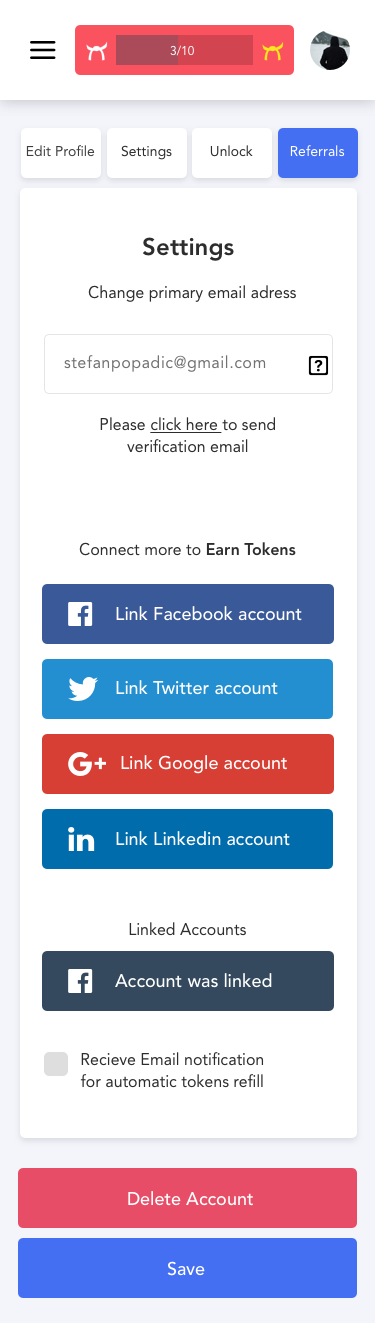 3/10
Edit Profile
Settings
Unlock
Referrals
Settings
Change primary email adress
stefanpopadic@gmail.com
Please click here to send
verification email
Connect more to Earn Tokens
Link Facebook account
Link Twitter account
Link Google account
Link Linkedin account
Linked Accounts
Account was linked
Recieve Email notification
for automatic tokens refill
Delete Account
Save